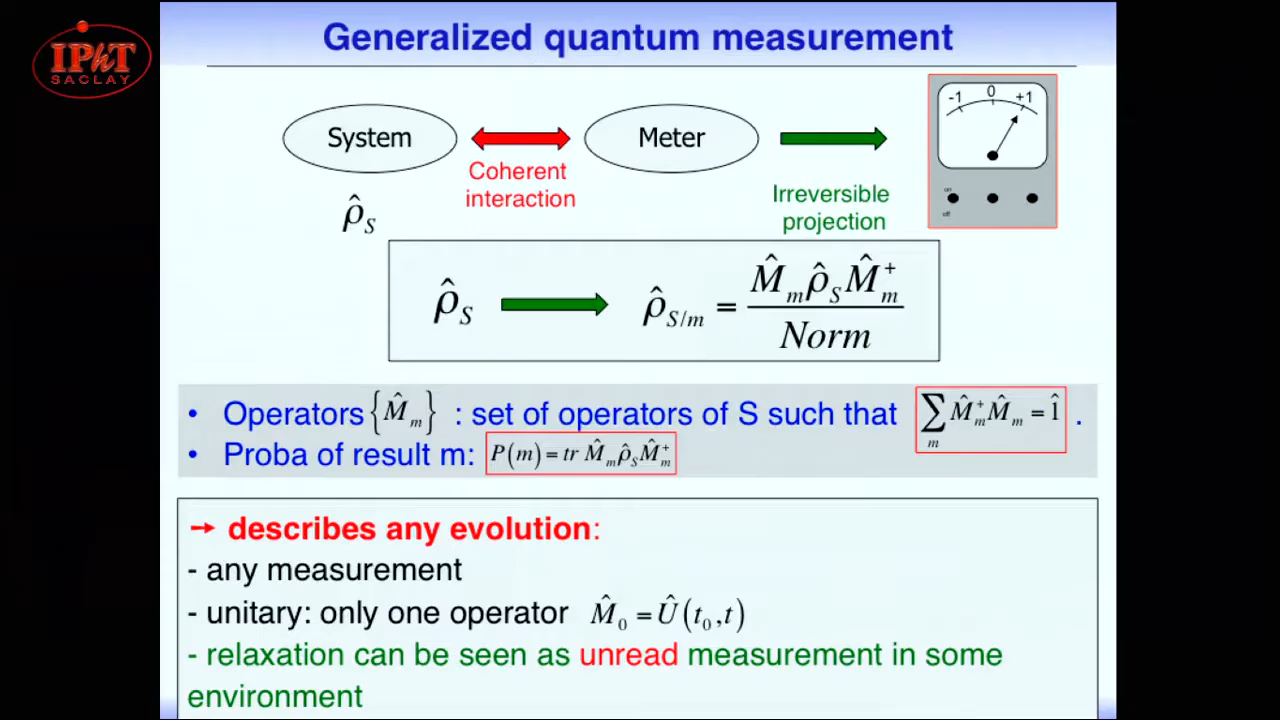 IPhT
SACLAY
Generalized quantum measurement
System
Meter
-1 0 +1
Coherent
interaction
Irreversible
projection
on
off
ρ̂_S
ρ̂_S → ρ̂_{S/m} = M̂_m ρ̂_S M̂_m^+ / Norm
• Operators {M̂_m} : set of operators of S such that ∑_m M̂_m^+ M̂_m = 1̂ .
• Proba of result m: P(m) = tr M̂_m ρ̂_S M̂_m^+
→ describes any evolution:
- any measurement
- unitary: only one operator M̂_0 = Û(t_0,t)
- relaxation can be seen as unread measurement in some
environment